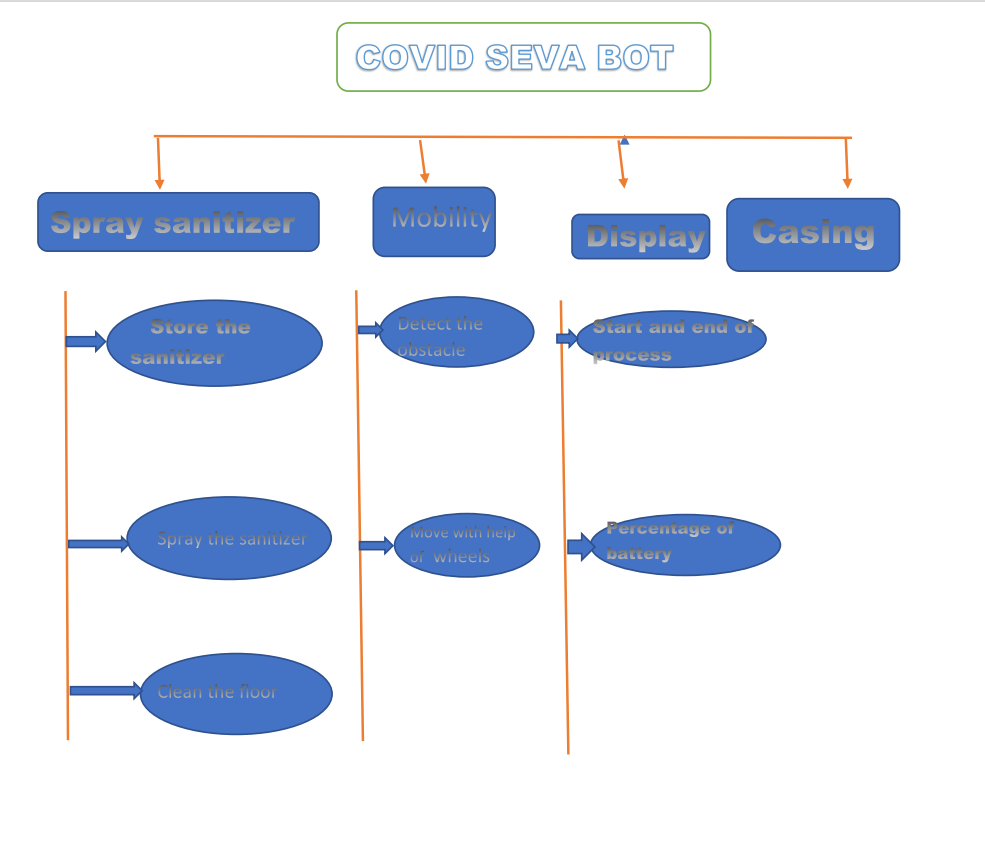 COVID SEVA BOT
Spray sanitizer
Mobility
Display
Casing
Store the
sanitizer
Detect the
obstacle
Start and end of
process
Spray the sanitizer
Move with help
of wheels
Percentage of
battery
Clean the floor